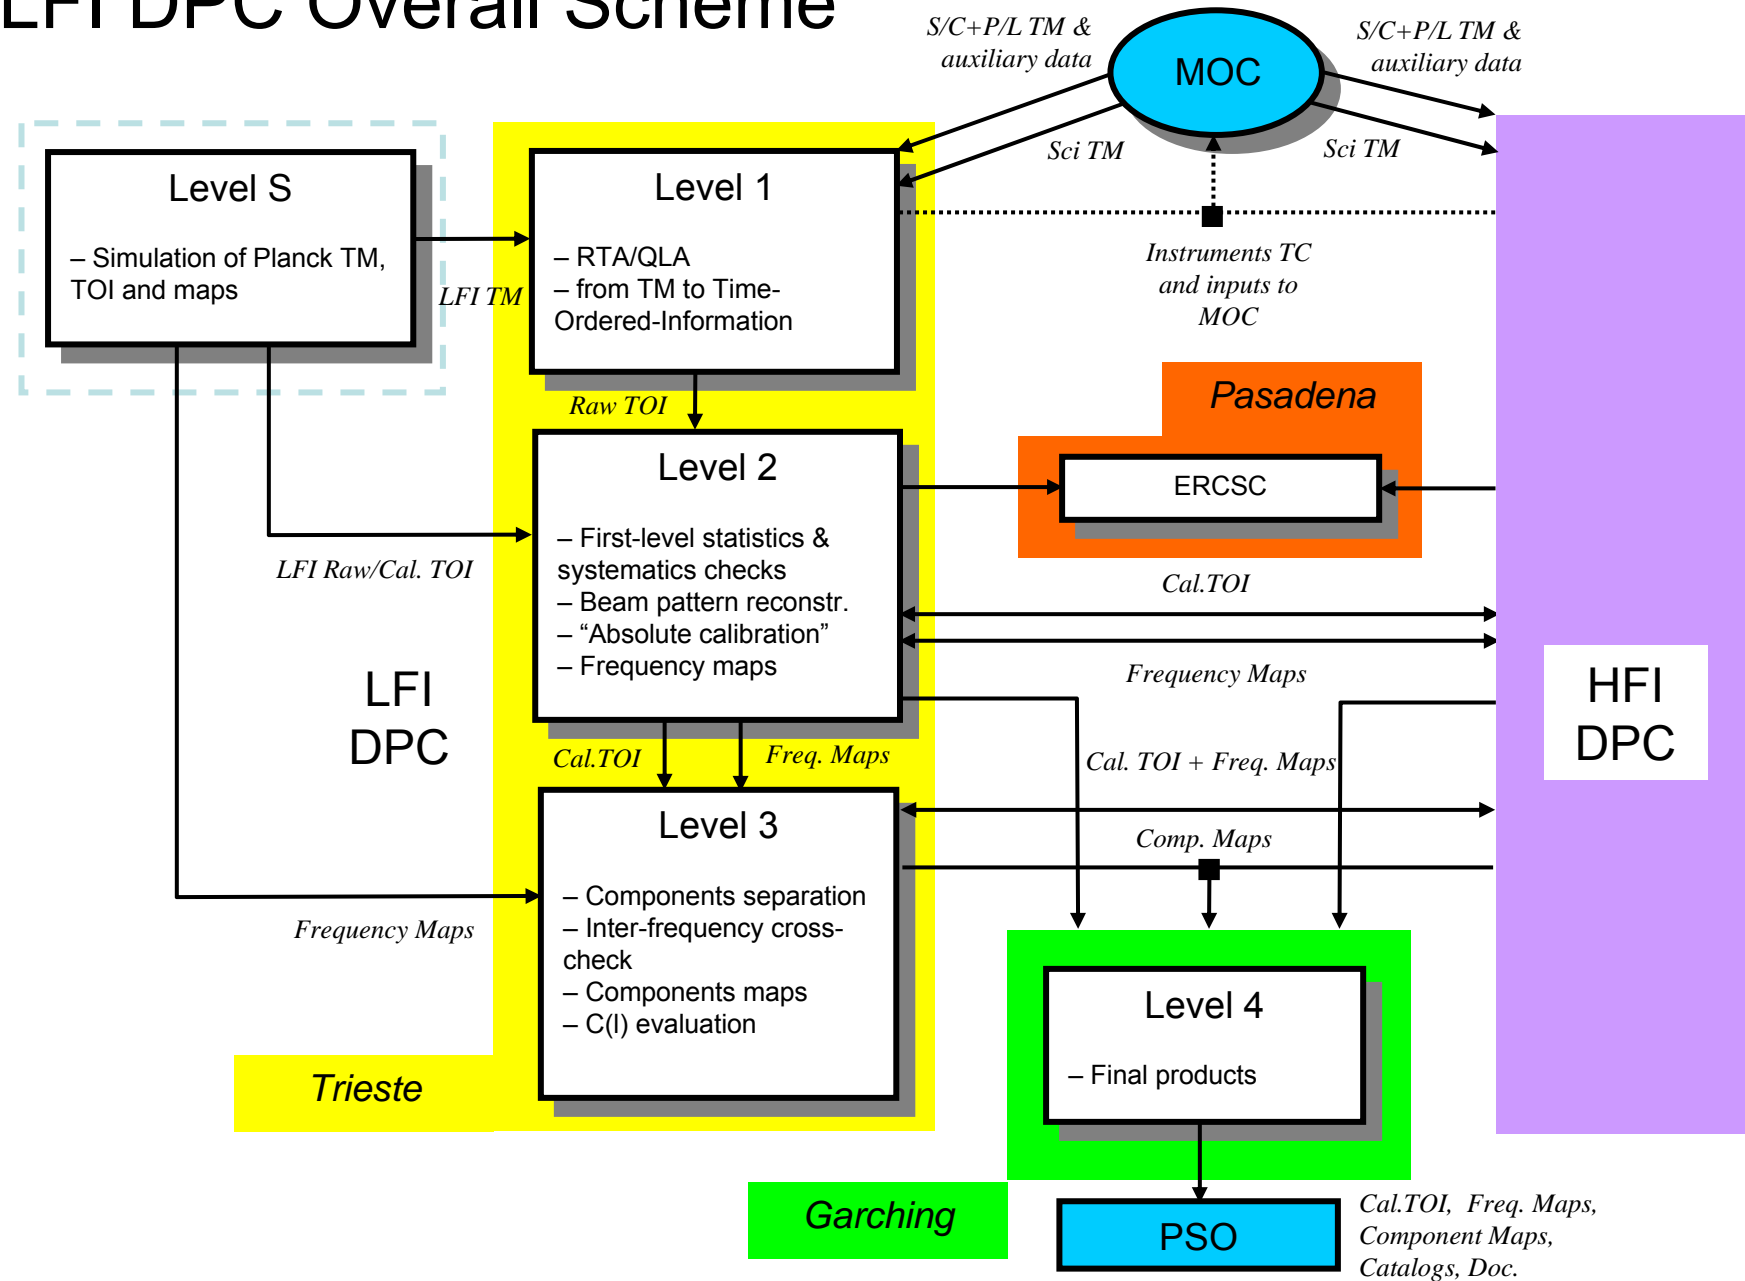 LFI DPC Overall Scheme
S/C+P/L TM &
auxiliary data
MOC
S/C+P/L TM &
auxiliary data
Sci TM
Sci TM
Level S
– Simulation of Planck TM,
TOI and maps
LFI TM
Level 1
– RTA/QLA
– from TM to Time-
Ordered-Information
Instruments TC
and inputs to
MOC
Raw TOI
Pasadena
ERCSC
Level 2
– First-level statistics &
systematics checks
– Beam pattern reconstr.
– “Absolute calibration”
– Frequency maps
LFI Raw/Cal. TOI
Cal.TOI
Frequency Maps
LFI
DPC
HFI
DPC
Cal.TOI
Freq. Maps
Cal. TOI + Freq. Maps
Comp. Maps
Level 3
– Components separation
– Inter-frequency cross-
check
– Components maps
– C(l) evaluation
Frequency Maps
Trieste
Level 4
– Final products
Garching
PSO
Cal.TOI, Freq. Maps,
Component Maps,
Catalogs, Doc.